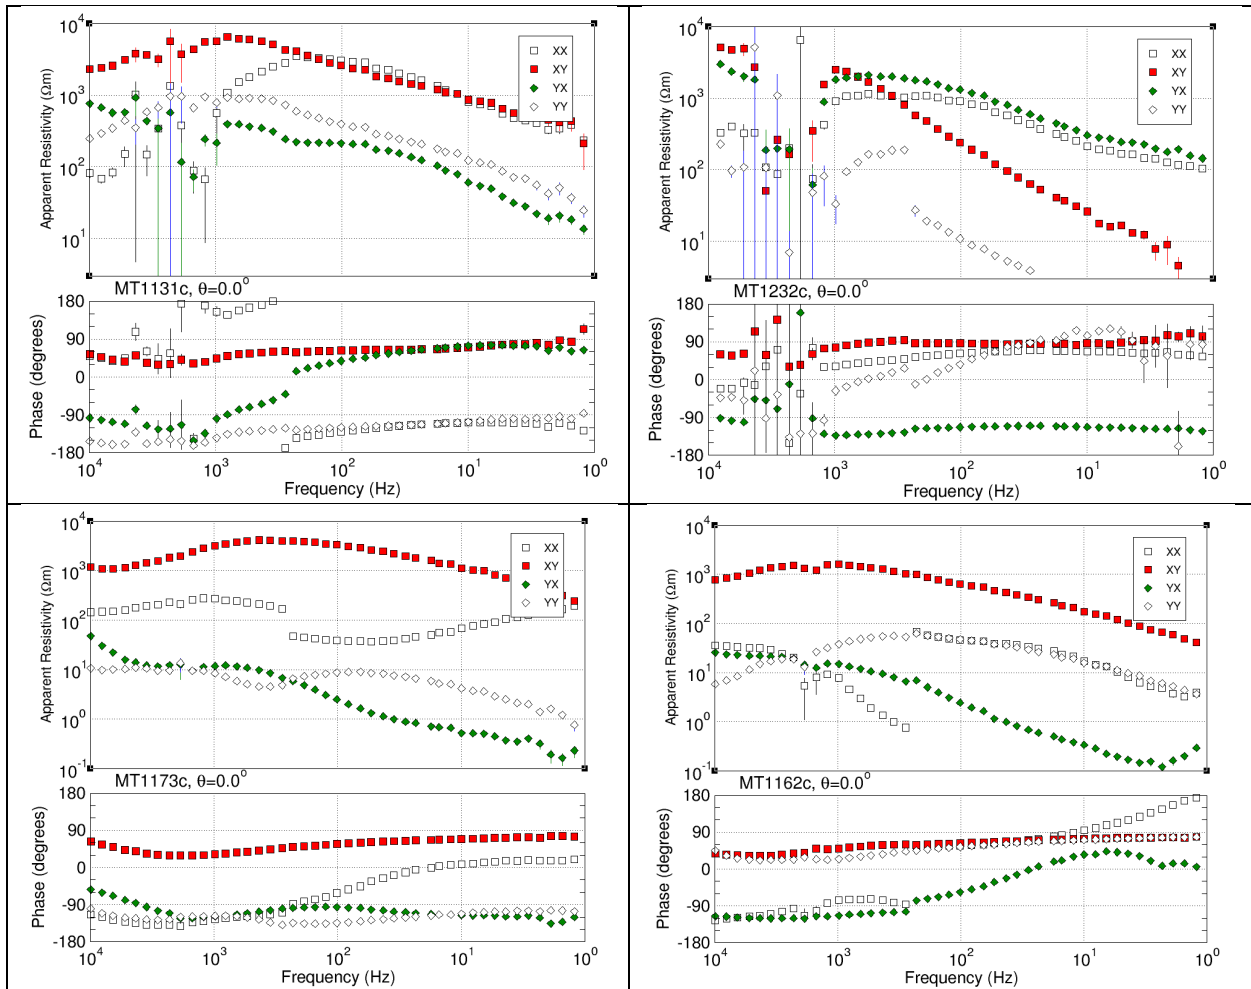 Apparent Resistivity (Ωm)
10⁴
10³
10²
10¹
XX
XY
YX
YY
MT1131c, θ=0.0°
Phase (degrees)
180
90
0
-90
-180
10⁴
10³
10²
10¹
10⁰
Frequency (Hz)
Apparent Resistivity (Ωm)
10⁴
10³
10²
10¹
XX
XY
YX
YY
MT1232c, θ=0.0°
Phase (degrees)
180
90
0
-90
-180
10⁴
10³
10²
10¹
10⁰
Frequency (Hz)
Apparent Resistivity (Ωm)
10⁴
10³
10²
10¹
10⁰
10⁻¹
XX
XY
YX
YY
MT1173c, θ=0.0°
Phase (degrees)
180
90
0
-90
-180
10⁴
10³
10²
10¹
10⁰
Frequency (Hz)
Apparent Resistivity (Ωm)
10⁴
10³
10²
10¹
10⁰
10⁻¹
XX
XY
YX
YY
MT1162c, θ=0.0°
Phase (degrees)
180
90
0
-90
-180
10⁴
10³
10²
10¹
10⁰
Frequency (Hz)